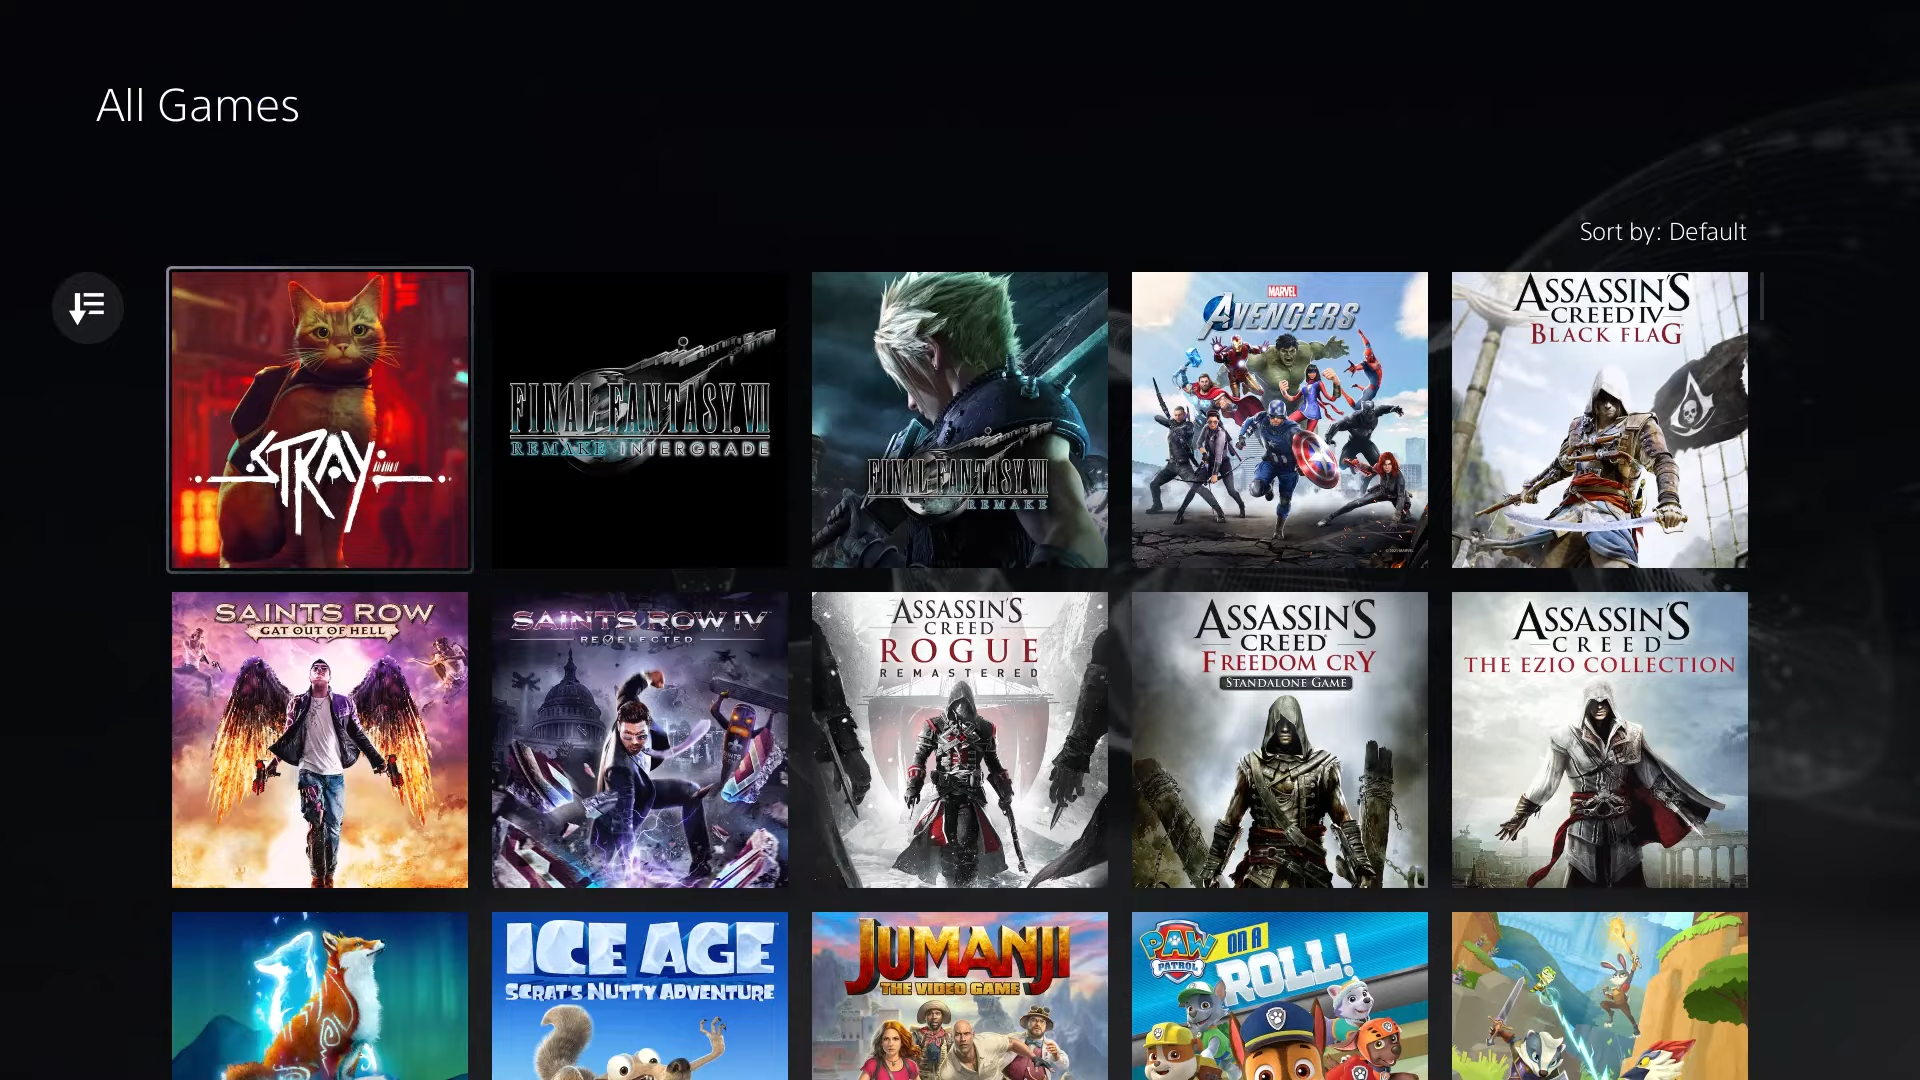 All Games
Sort by: Default
STRAY
FINAL FANTASY VII
REMAKE INTERGRADE
FINAL FANTASY VII
REMAKE
MARVEL
AVENGERS
ASSASSIN'S
CREED IV
BLACK FLAG
SAINTS ROW
GAT OUT OF HELL
SAINTS ROW IV
RE-ELECTED
ASSASSIN'S
CREED
ROGUE
REMASTERED
ASSASSIN'S
CREED
FREEDOM CRY
STANDALONE GAME
ASSASSIN'S
CREED
THE EZIO COLLECTION
ICE AGE
SCRAT'S NUTTY ADVENTURE
JUMANJI
THE VIDEO GAME
PAW
PATROL
ON A
ROLL!